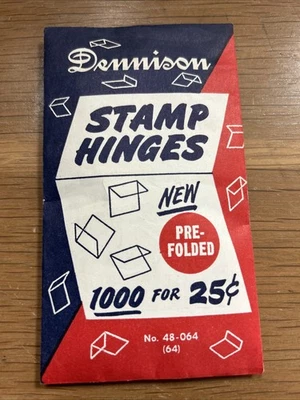 Dennison
STAMP
HINGES
NEW
PRE-
FOLDED
1000 FOR 25¢
No. 48-064
(64)